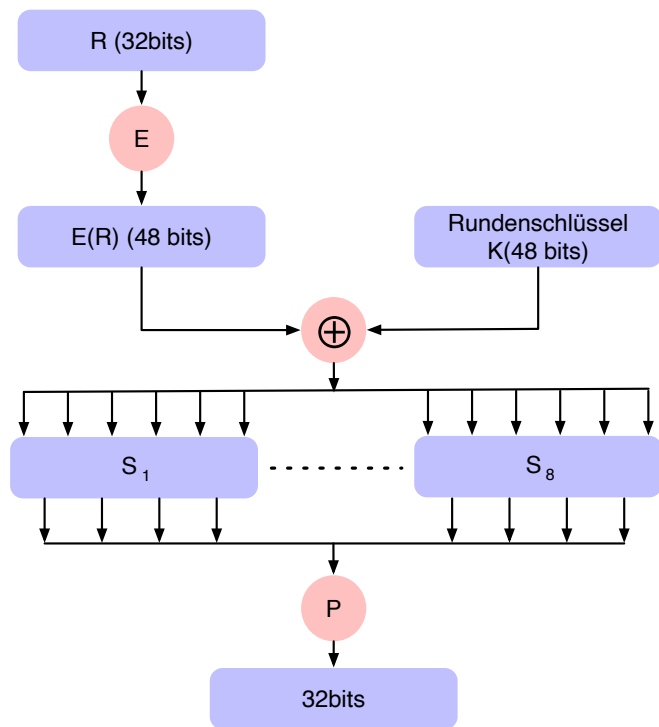 R (32bits)
E
E(R) (48 bits)
Rundenschlüssel
K(48 bits)
S 1
S 8
P
32bits